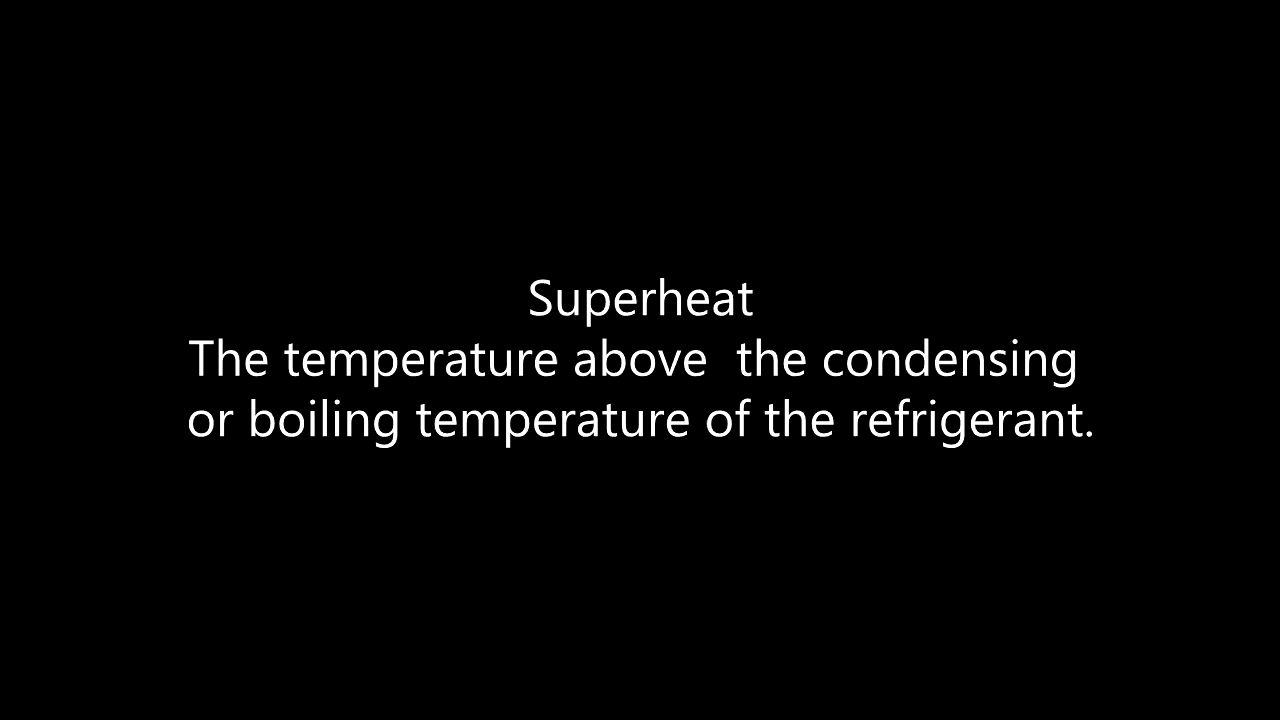 Superheat
The temperature above  the condensing
or boiling temperature of the refrigerant.